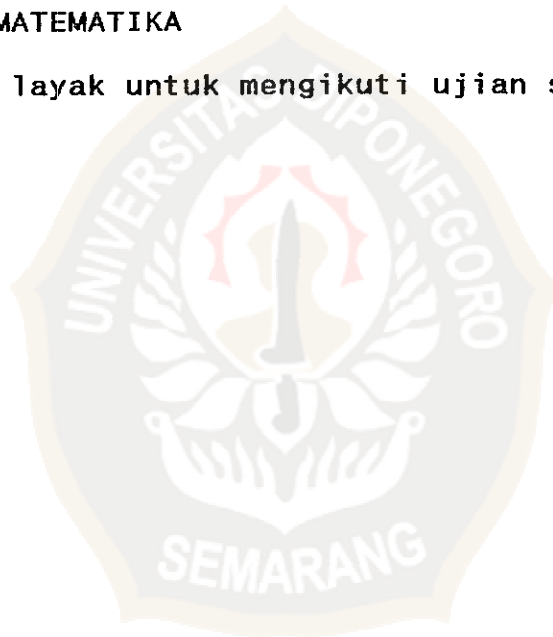 MATEMATIKA
layak untuk mengikuti ujian s
UNIVERSITAS DIPONEGORO
SEMARANG